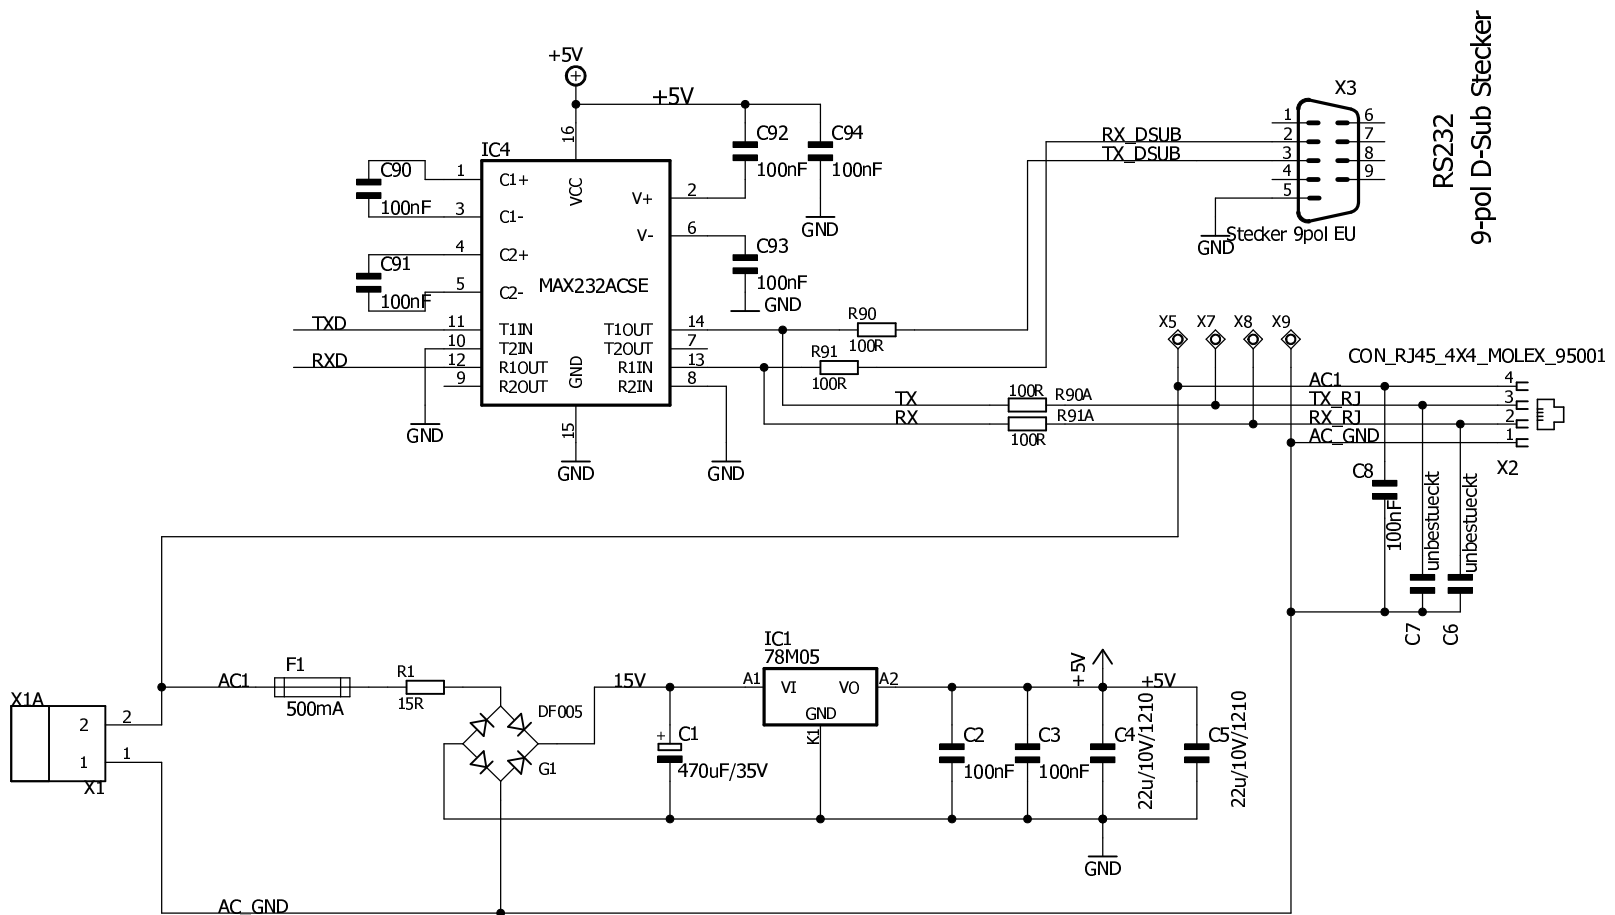 +5V
+5V
16
IC4
C90
100nF
1
C1+
VCC
3
C1-
4
C2+
C91
100nF
5
C2-
MAX232ACSE
TXD
11
T1IN
10
T2IN
RXD
12
R1OUT
9
R2OUT
GND
15
GND
GND
V+
2
V-
6
T1OUT
14
T2OUT
7
R1IN
13
R2IN
8
GND
C92
100nF
C94
100nF
GND
C93
100nF
GND
R90
100R
R91
100R
RX_DSUB
TX_DSUB
X3
1
2
3
4
5
6
7
8
9
GND
Stecker 9pol EU
RS232
9-pol D-Sub Stecker
X5
X7
X8
X9
CON_RJ45_4X4_MOLEX_95001
TX
100R
R90A
RX
100R
R91A
AC1
4
TX_RJ
3
RX_RJ
2
AC_GND
1
X2
C8
100nF
unbestueckt
unbestueckt
C7
C6
X1A
2
2
1
1
X1
AC1
F1
500mA
R1
15R
DF005
G1
15V
+
C1
470uF/35V
IC1
78M05
A1
VI
VO
A2
GND
K1
C2
100nF
C3
100nF
+5V
+5V
C4
22u/10V/1210
C5
22u/10V/1210
GND
AC_GND